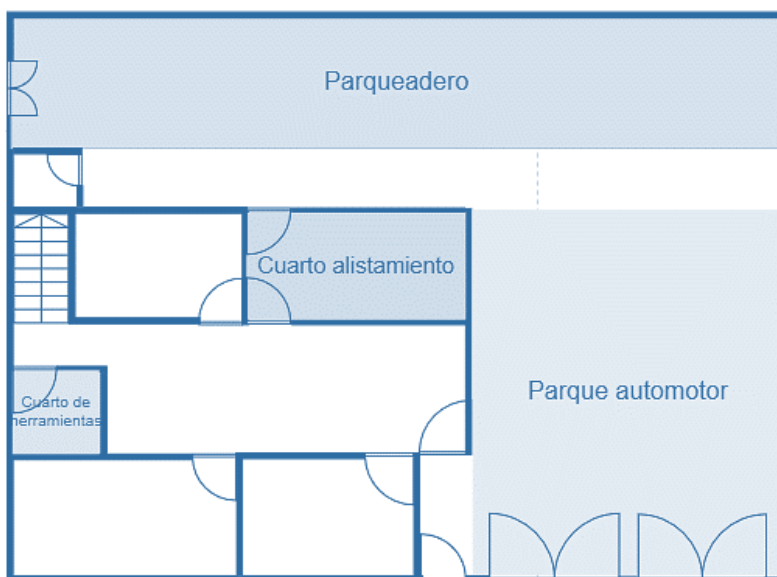 Parqueadero
Cuarto alistamiento
Parque automotor
Cuarto de
herramientas